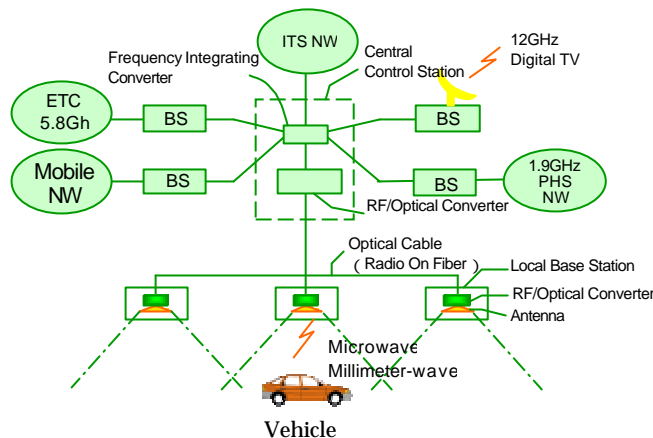 ITS NW
Frequency Integrating
Converter
Central
Control Station
12GHz
Digital TV
ETC
5.8Gh
BS
BS
Mobile
NW
BS
BS
1.9GHz
PHS
NW
RF/Optical Converter
Optical Cable
( Radio On Fiber )
Local Base Station
RF/Optical Converter
Antenna
Microwave
Millimeter-wave
Vehicle